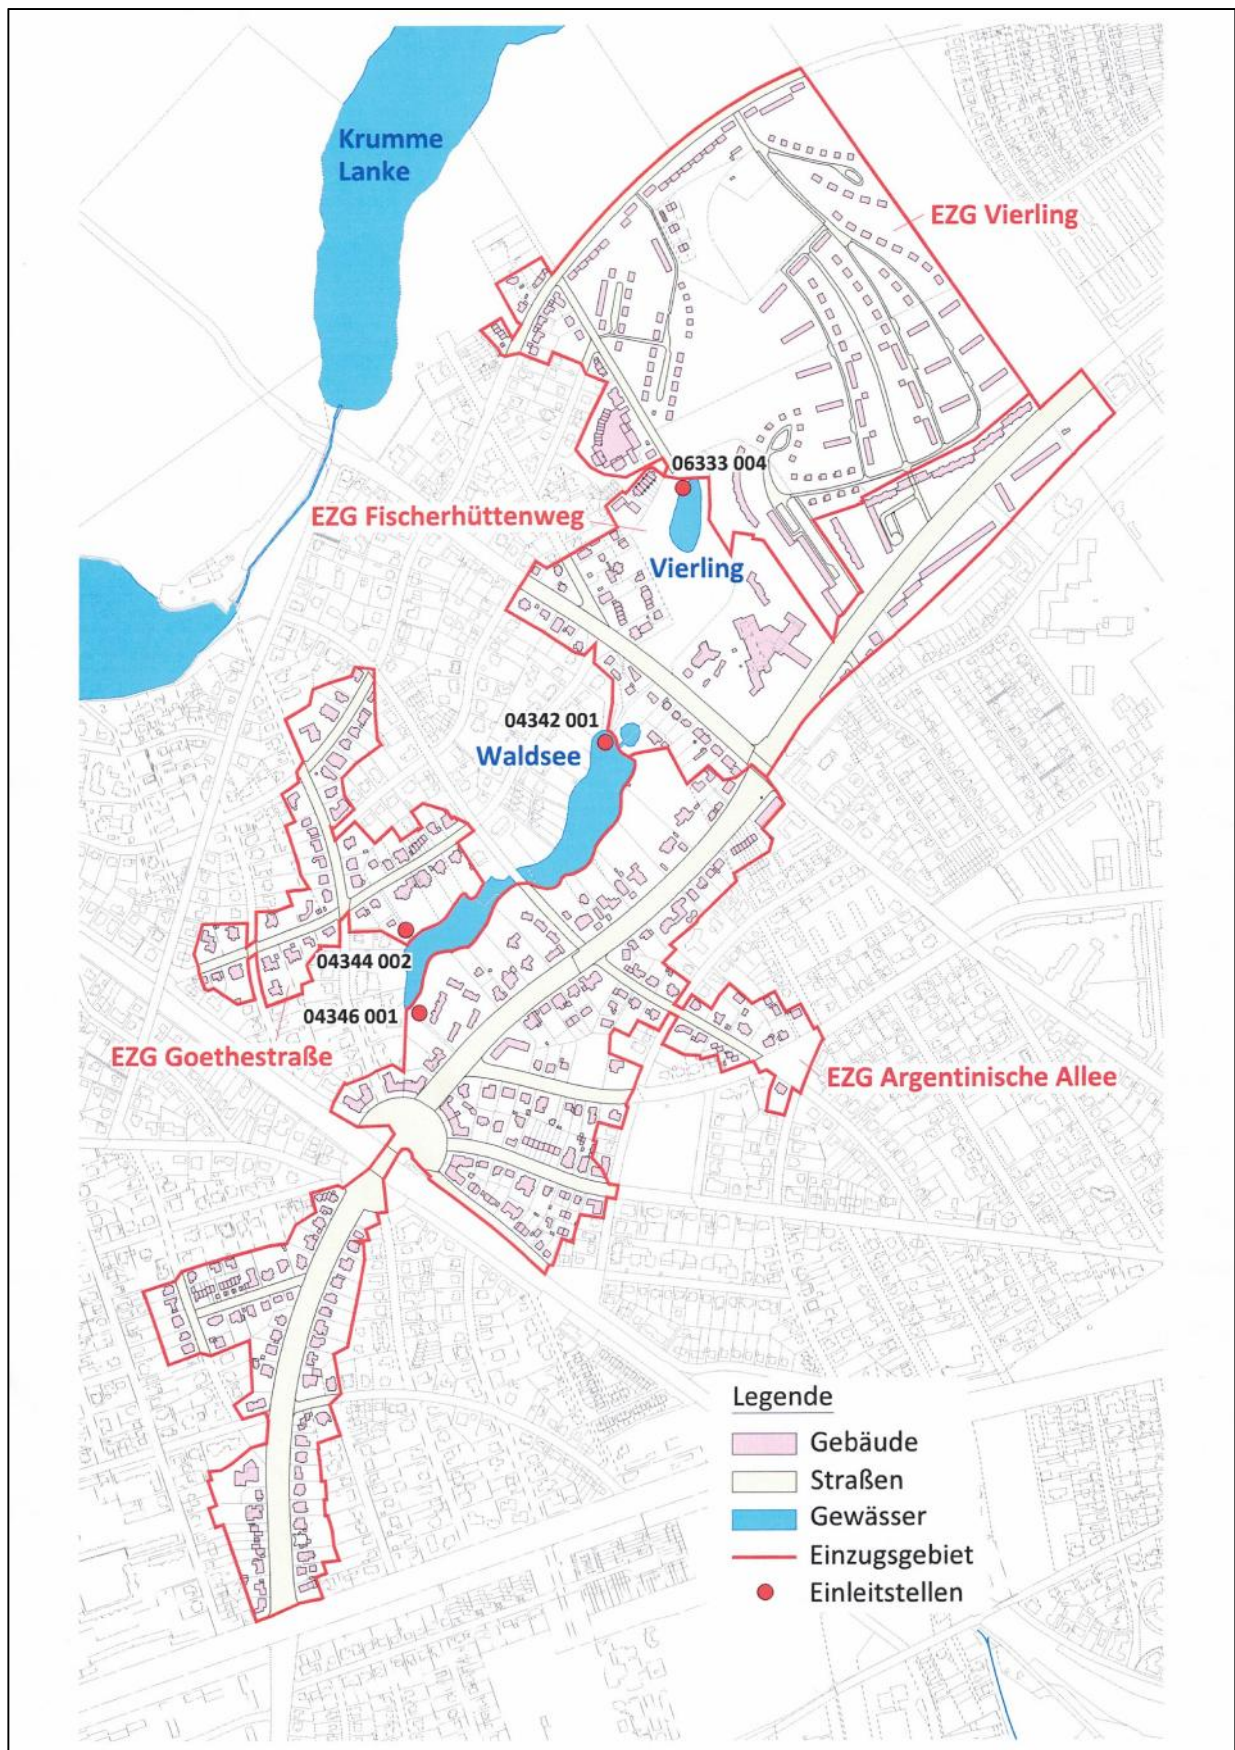 Krumme
Lanke
EZG Vierling
06333 004
EZG Fischerhüttenweg
Vierling
04342 001
Waldsee
04344 002
04346 001
EZG Goethestraße
EZG Argentinische Allee
Legende
Gebäude
Straßen
Gewässer
Einzugsgebiet
Einleitstellen